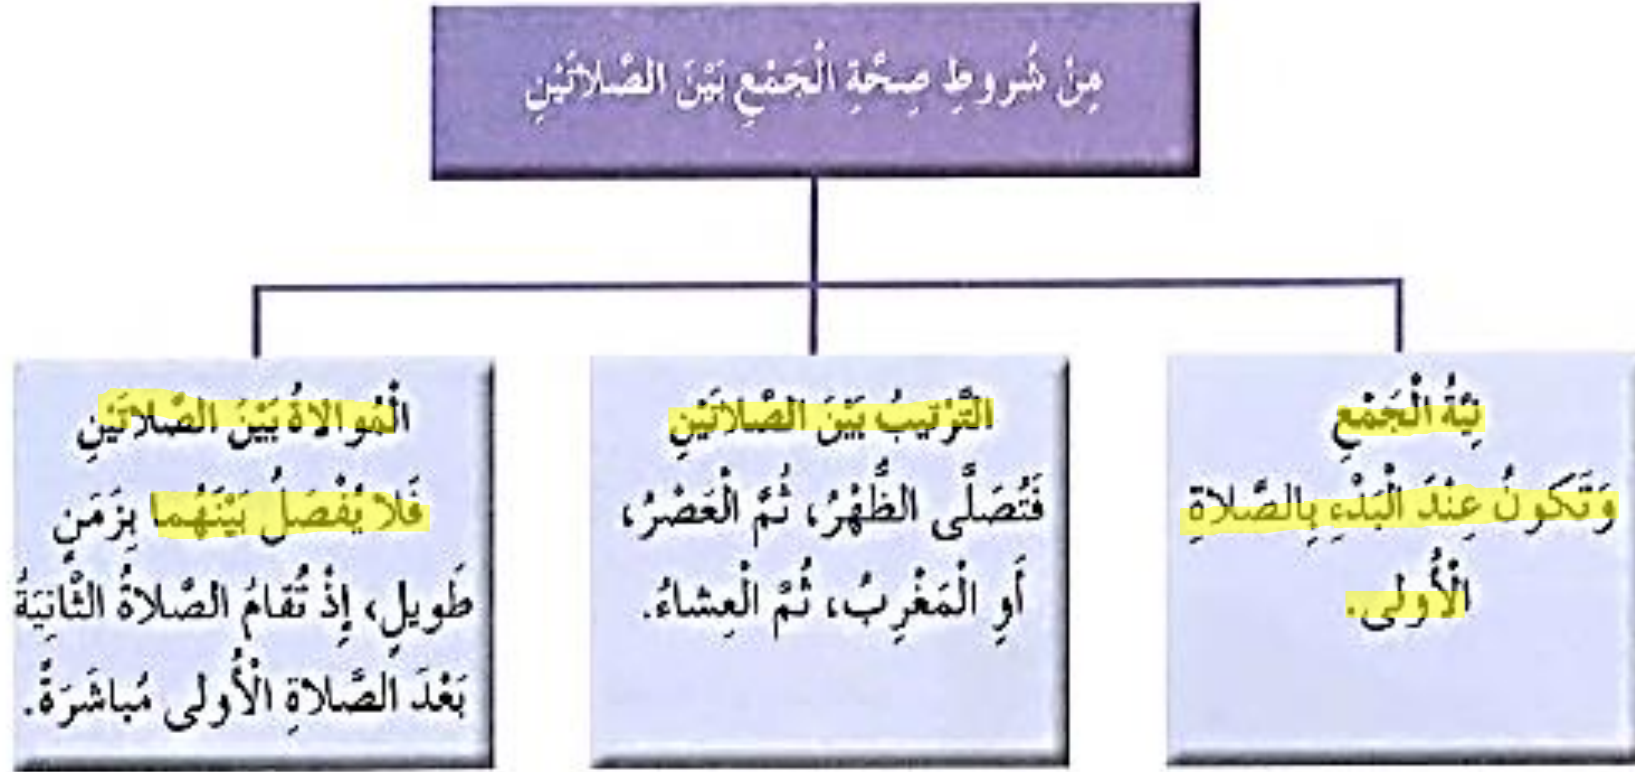 مِنْ شُروطِ صِحَّةِ الْجَمْعِ بَيْنَ الصَّلاتَيْنِ
نِيَّةُ الْجَمْعِ
وَتَكونُ عِنْدَ الْبَدْءِ بِالصَّلاةِ
الْأُولى.
التَّرْتيبُ بَيْنَ الصَّلاتَيْنِ
فَتُصَلَّى الظُّهْرُ، ثُمَّ الْعَصْرُ،
أَوِ الْمَغْرِبُ، ثُمَّ الْعِشاءُ.
الْمُوالاةُ بَيْنَ الصَّلاتَيْنِ
فَلا يُفْصَلُ بَيْنَهُما بِزَمَنٍ
طَويلٍ، إِذْ تُقامُ الصَّلاةُ الثَّانِيَةُ
بَعْدَ الصَّلاةِ الْأُولى مُباشَرَةً.